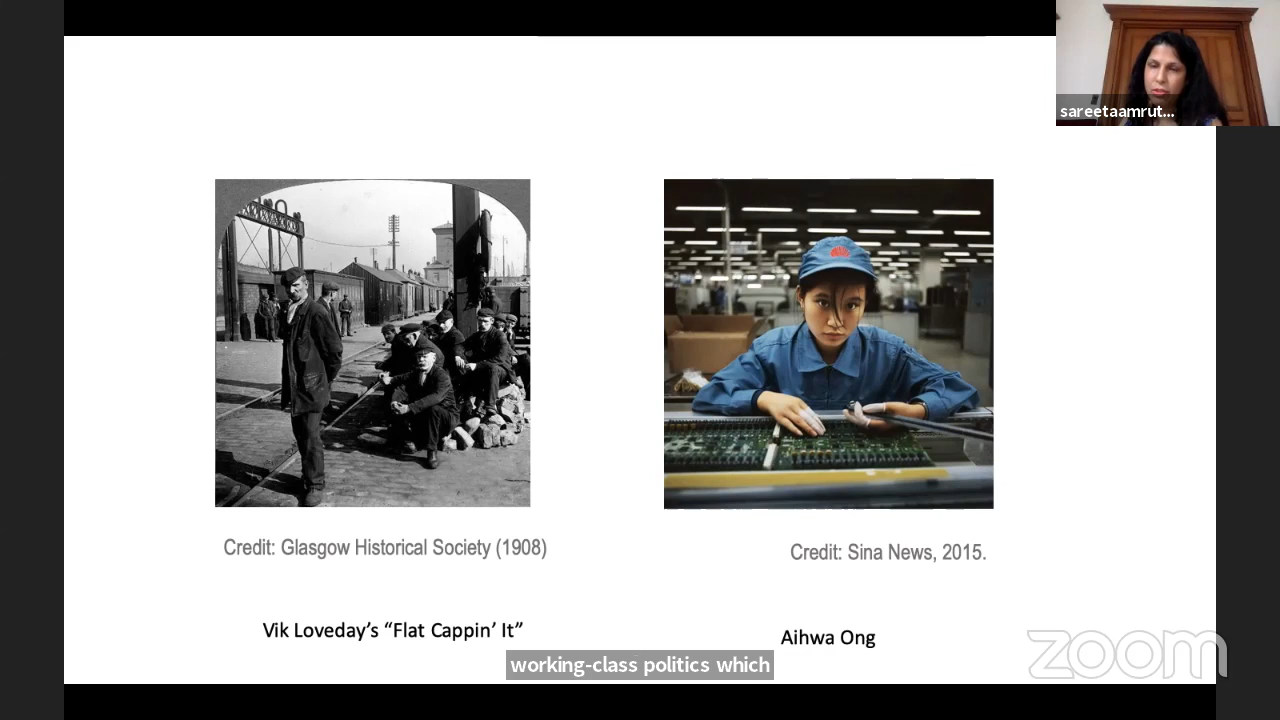 sareetaamrut...
Credit: Glasgow Historical Society (1908)
Credit: Sina News, 2015.
Vik Loveday’s “Flat Cappin’ It”
Aihwa Ong
working-class politics which
zoom